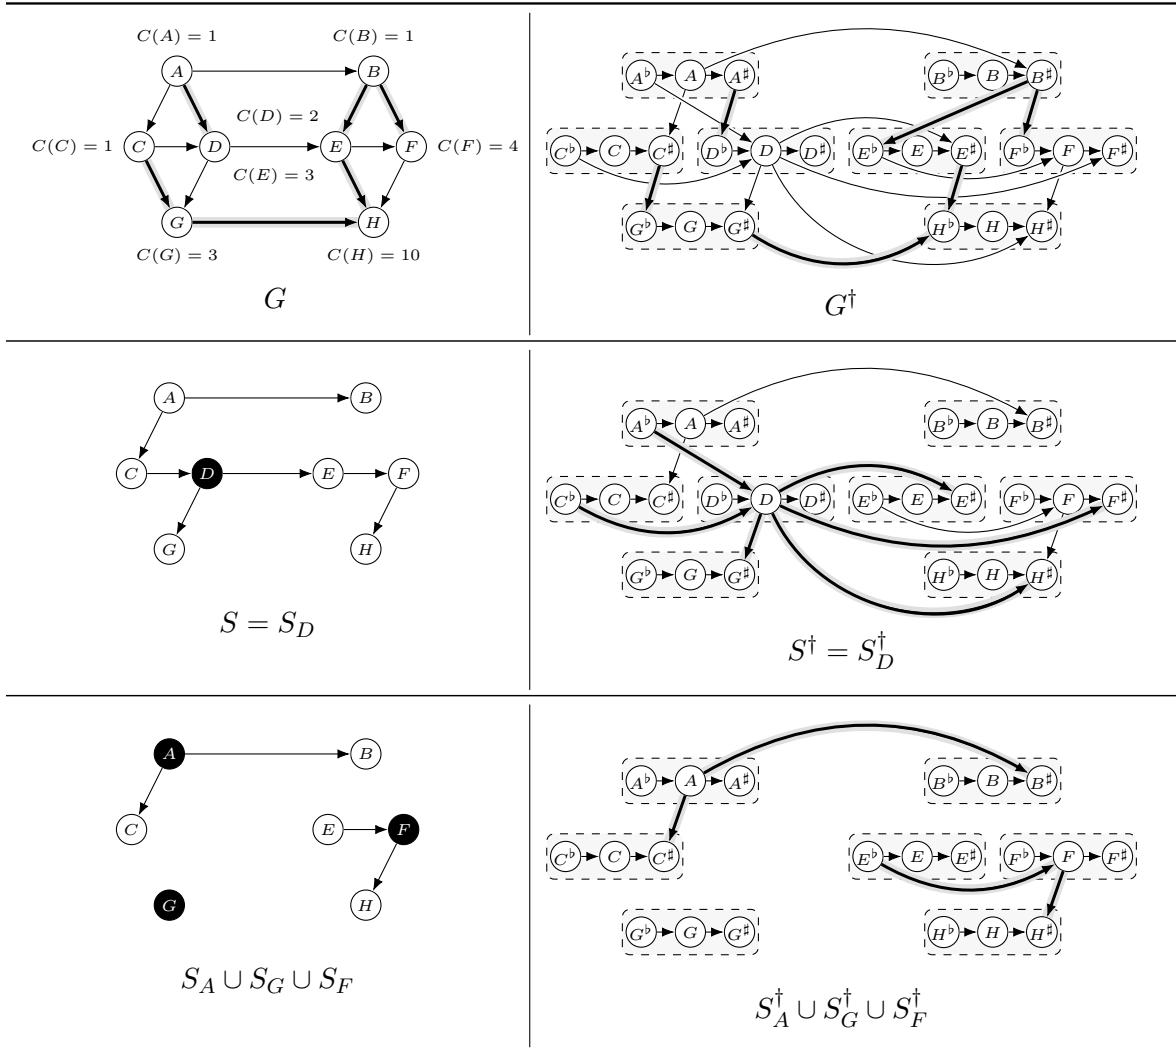 C(A) = 1 C(B) = 1
A B
C(D) = 2
C(C) = 1 C D E F C(F) = 4
C(E) = 3
G H
C(G) = 3 C(H) = 10
G
A♭ A A♯ B♭ B B♯
C♭ C C♯ D♭ D D♯ E♭ E E♯ F♭ F F♯
G♭ G G♯ H♭ H H♯
G†
A B
C D E F
G H
S = S_D
A♭ A A♯ B♭ B B♯
C♭ C C♯ D♭ D D♯ E♭ E E♯ F♭ F F♯
G♭ G G♯ H♭ H H♯
S† = S†_D
A B
C E F
G H
S_A ∪ S_G ∪ S_F
A♭ A A♯ B♭ B B♯
C♭ C C♯ E♭ E E♯ F♭ F F♯
G♭ G G♯ H♭ H H♯
S†_A ∪ S†_G ∪ S†_F